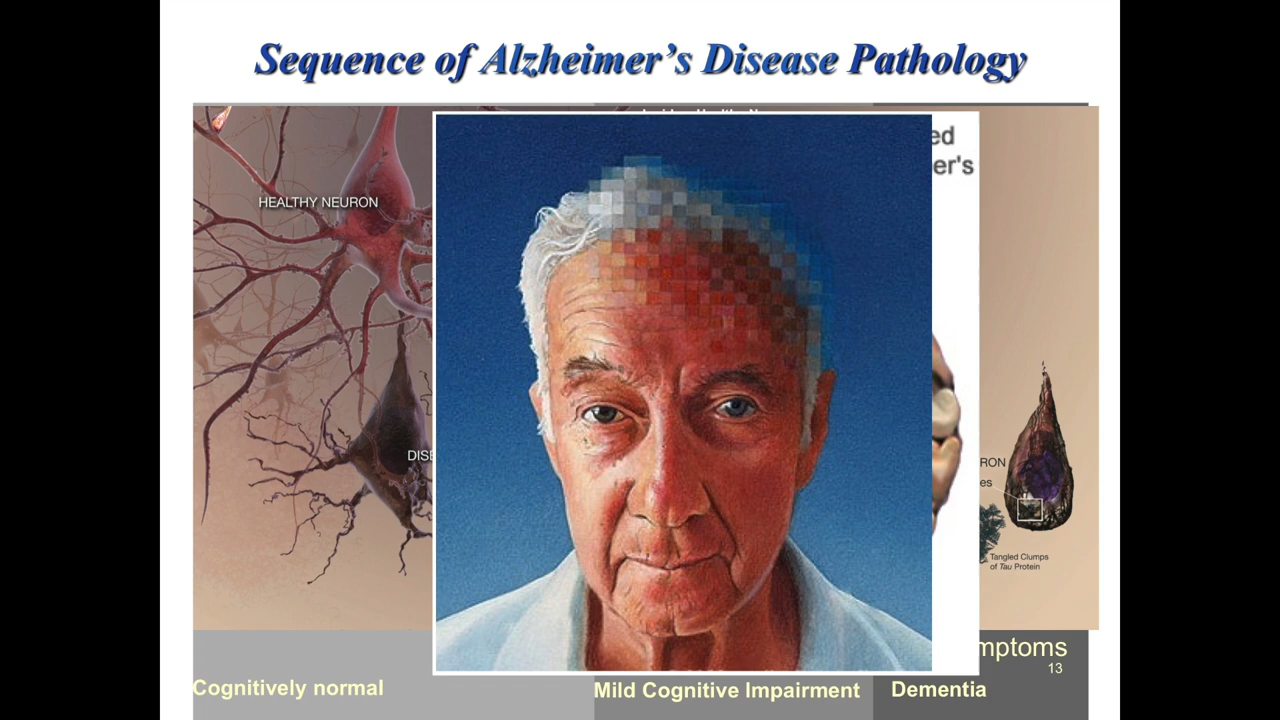 Sequence of Alzheimer’s Disease Pathology
ed
er's
HEALTHY NEURON
DISE
RON
es
Tangled Clumps
of Tau Protein
mptoms
13
Cognitively normal
Mild Cognitive Impairment
Dementia